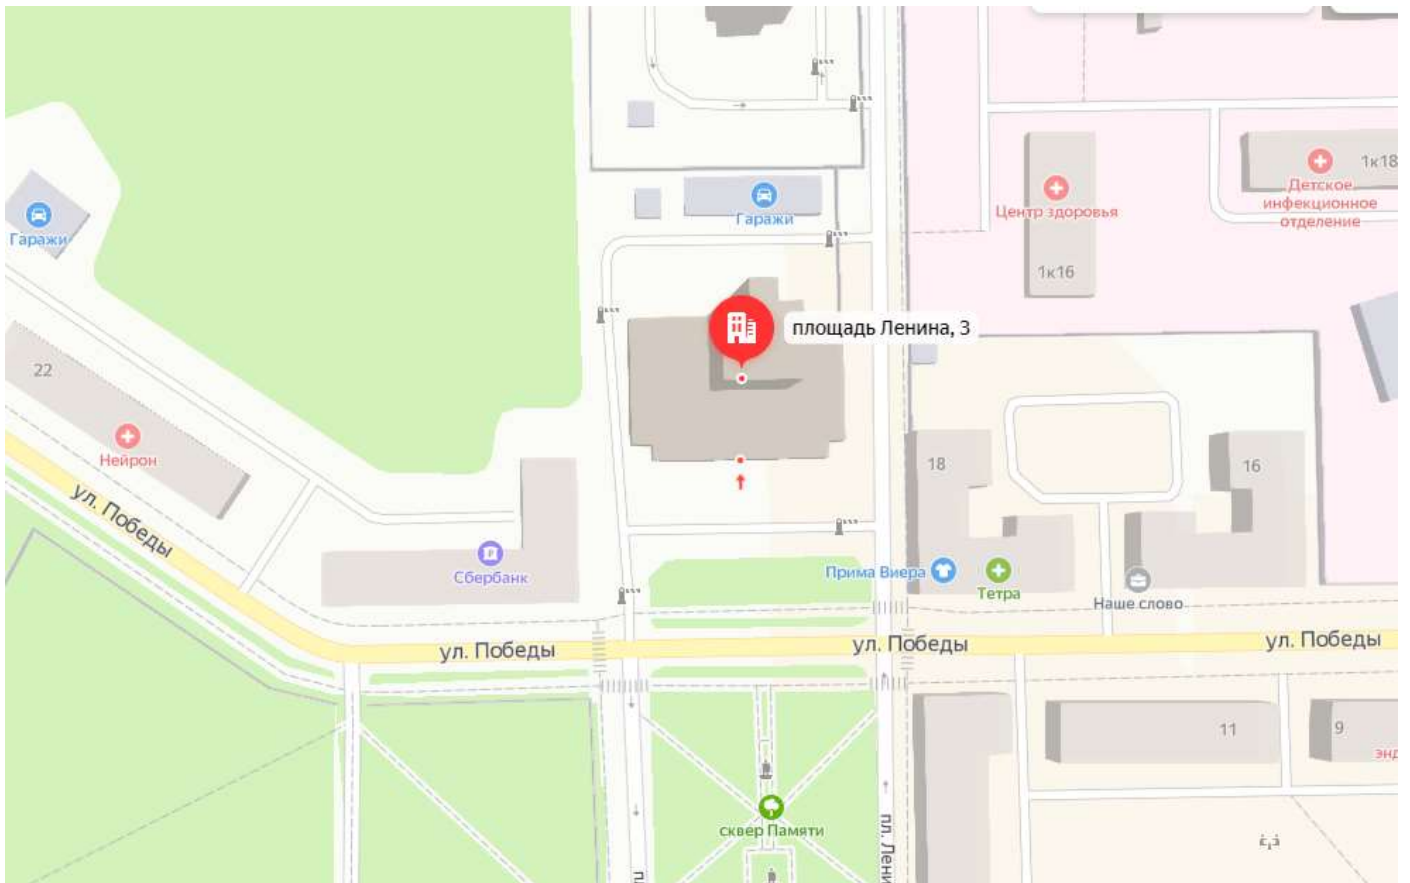 1к18
Детское
инфекционное
отделение
Центр здоровья
1к16
Гаражи
Гаражи
площадь Ленина, 3
22
Нейрон
18
16
ул. Победы
Сбербанк
Прима Виера
Тетра
Наше слово
ул. Победы
ул. Победы
ул. Победы
11
9
энд
сквер Памяти
пл. Лени